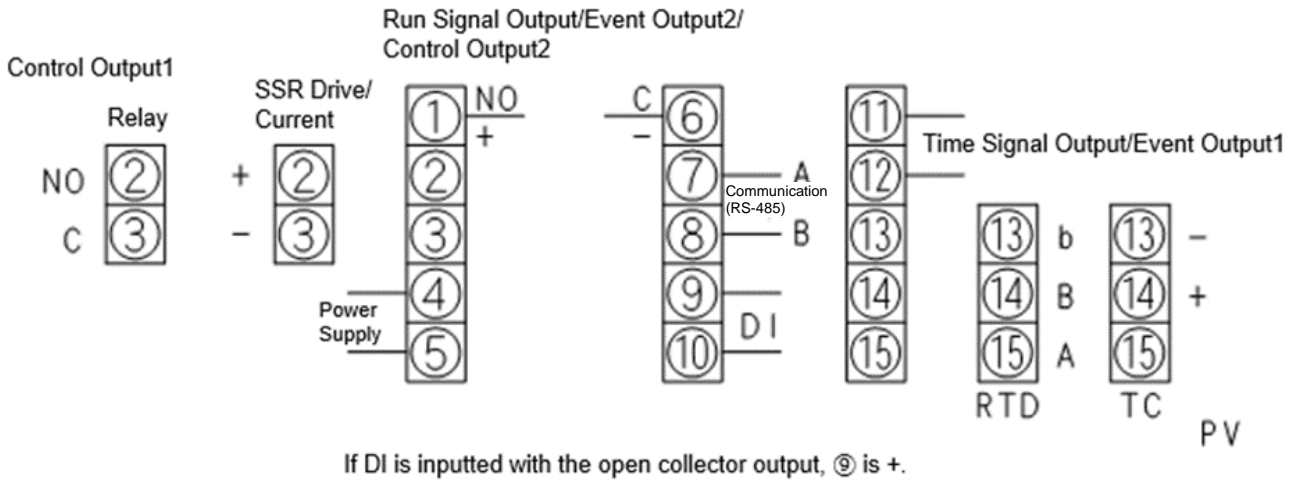 Run Signal Output/Event Output2/
Control Output2
Control Output1
Relay
SSR Drive/
Current
NO ② 
C ③
+ ②
- ③
① NO
+
②
③
Power
Supply
④
⑤
C ⑥
-
⑦ A
Communication
(RS-485)
⑧ B
⑨
DI
⑩
⑪
Time Signal Output/Event Output1
⑫
⑬
⑭
⑮
⑬ b
⑭ B
⑮ A
RTD
⑬ -
⑭ +
⑮
TC
PV
If DI is inputted with the open collector output, ⑨ is +.